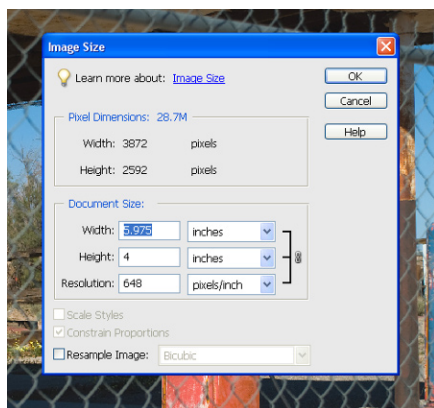 Image Size
Learn more about: Image Size
OK
Cancel
Help
Pixel Dimensions: 28.7M
Width: 3872 pixels
Height: 2592 pixels
Document Size:
Width: 5.975 inches
Height: 4 inches
Resolution: 648 pixels/inch
Scale Styles
Constrain Proportions
Resample Image: Bicubic